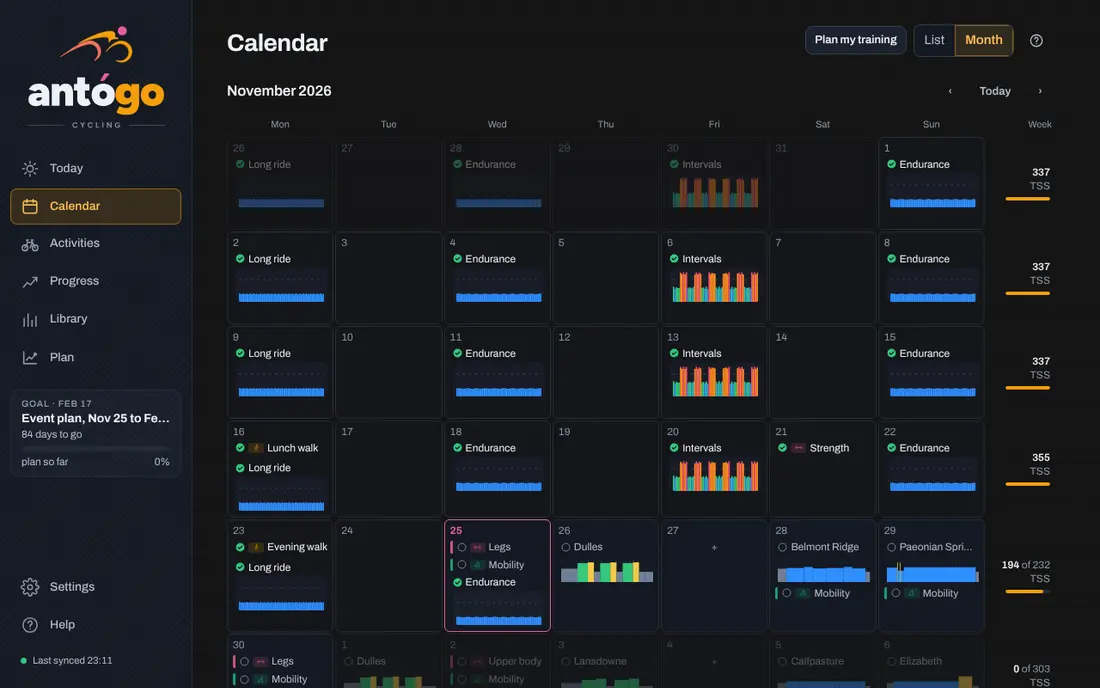 antógo
CYCLING
Today
Calendar
Activities
Progress
Library
Plan
GOAL · FEB 17
Event plan, Nov 25 to Fe...
84 days to go
plan so far 0%
Settings
Help
Last synced 23:11
Calendar
Plan my training
List
Month
November 2026
‹ Today ›
Mon Tue Wed Thu Fri Sat Sun Week
26 27 28 29 30 31 1
Long ride Endurance Intervals Endurance
337
TSS
2 3 4 5 6 7 8
Long ride Endurance Intervals Endurance
337
TSS
9 10 11 12 13 14 15
Long ride Endurance Intervals Endurance
337
TSS
16 17 18 19 20 21 22
Lunch walk Endurance Intervals Strength Endurance
Long ride
355
TSS
23 24 25 26 27 28 29
Evening walk Legs Dulles + Belmont Ridge Paeonian Spri...
Long ride Mobility
Endurance
Mobility Mobility
194 of 232
TSS
30 1 2 3 4 5 6
Legs Dulles Upper body Lansdowne + Calfpasture Elizabeth
Mobility Mobility
0 of 303
TSS